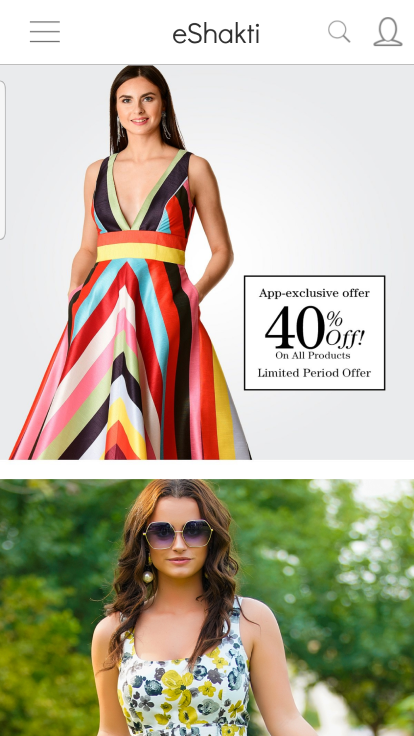 eShakti
App-exclusive offer
40% Off!
On All Products
Limited Period Offer